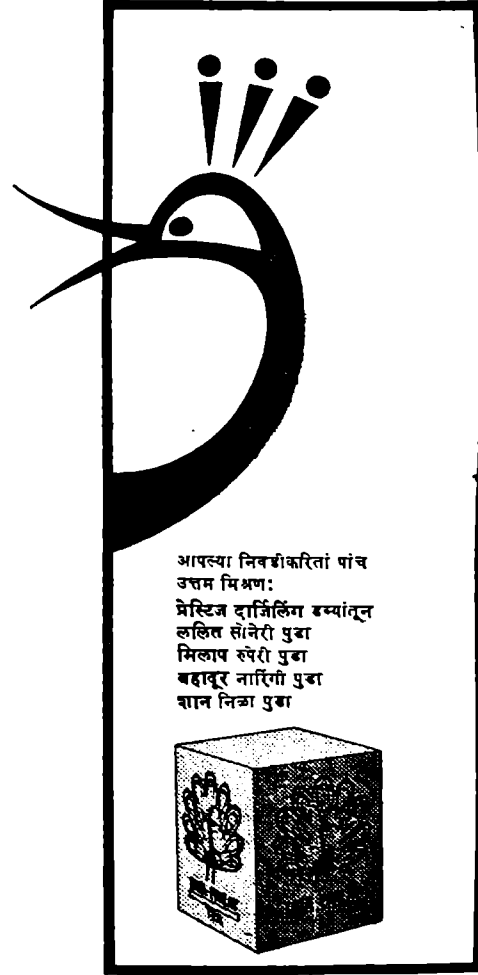 आपल्या निवडीकरितां पांच
उत्तम मिश्रण:
प्रेस्टिज दार्जिलिंग डब्यांतून
ललित सोनेरी पुडा
मिलाप रुपेरी पुडा
बहादूर नारिंगी पुडा
शान निळा पुडा